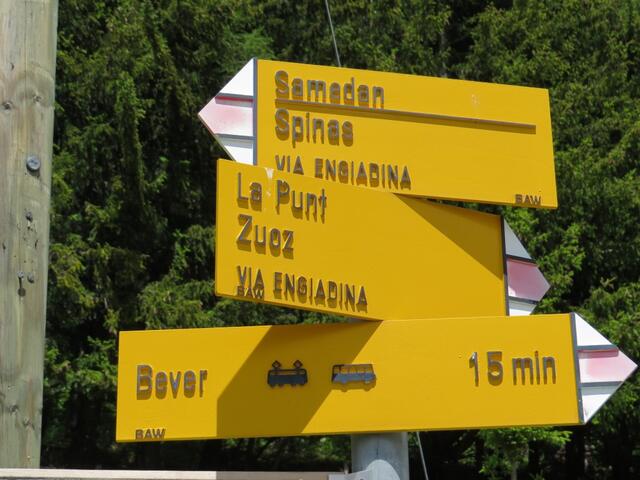 Samedan
Spinas
VIA ENGIADINA
BAW
La Punt
Zuoz
VIA ENGIADINA
BAW
Bever 15 min
BAW